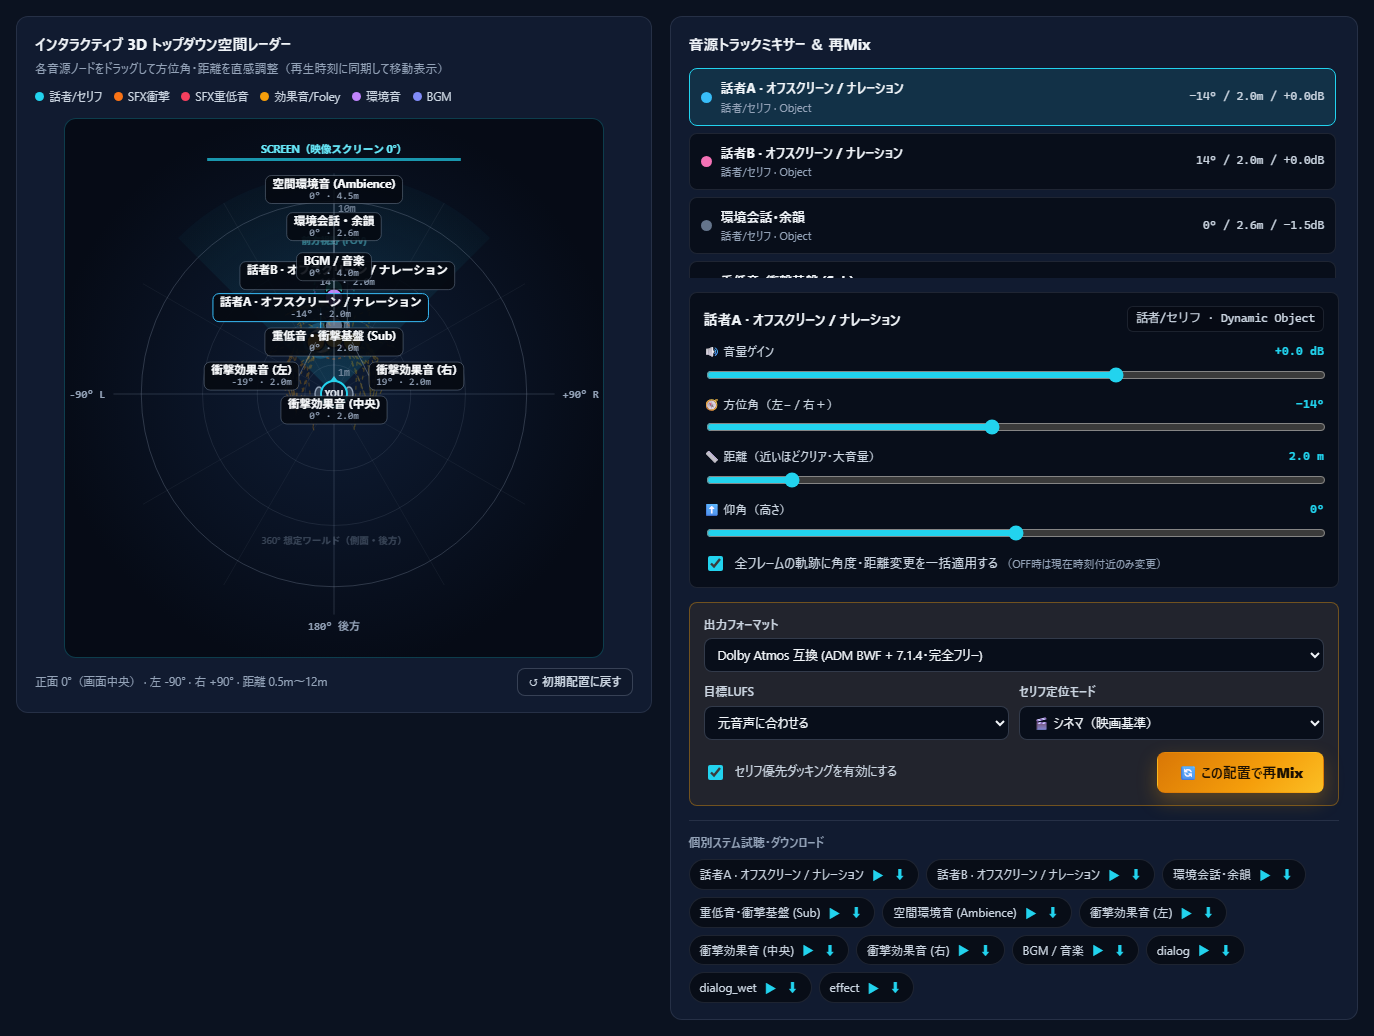 インタラクティブ 3D トップダウン空間レーダー
各音源ノードをドラッグして方位角・距離を直感調整（再生時刻に同期して移動表示）
話者/セリフ SFX衝撃 SFX重低音 効果音/Foley 環境音 BGM
SCREEN（映像スクリーン 0°）
空間環境音 (Ambience)
0° · 4.5m
10m
環境会話・余韻
0° · 2.6m
BGM / 音楽
0° · 4.0m
話者B・オフ / ナレーション
14° · 2.0m
話者A・オフスクリーン / ナレーション
-14° · 2.0m
重低音・衝撃基盤 (Sub)
0° · 2.0m
衝撃効果音 (左)
-19° · 2.0m
1m
衝撃効果音 (右)
19° · 2.0m
YOU
衝撃効果音 (中央)
0° · 2.0m
-90° L
+90° R
360° 想定ワールド（側面・後方）
180° 後方
正面 0°（画面中央）・左 -90°・右 +90°・距離 0.5m〜12m
↺ 初期配置に戻す
音源トラックミキサー ＆ 再Mix
話者A・オフスクリーン / ナレーション
話者/セリフ・Object
-14° / 2.0m / +0.0dB
話者B・オフスクリーン / ナレーション
話者/セリフ・Object
14° / 2.0m / +0.0dB
環境会話・余韻
話者/セリフ・Object
0° / 2.6m / -1.5dB
話者A・オフスクリーン / ナレーション
話者/セリフ · Dynamic Object
音量ゲイン +0.0 dB
方位角（左− / 右＋） -14°
距離（近いほどクリア・大音量） 2.0 m
仰角（高さ） 0°
全フレームの軌跡に角度・距離変更を一括適用する（OFF時は現在時刻付近のみ変更）
出力フォーマット
Dolby Atmos 互換 (ADM BWF + 7.1.4・完全フリー)
目標LUFS セリフ定位モード
元音声に合わせる シネマ（映画基準）
セリフ優先ダッキングを有効にする
この配置で再Mix
個別ステム試聴・ダウンロード
話者A・オフスクリーン / ナレーション ▶ ⬇ 話者B・オフスクリーン / ナレーション ▶ ⬇ 環境会話・余韻 ▶ ⬇
重低音・衝撃基盤 (Sub) ▶ ⬇ 空間環境音 (Ambience) ▶ ⬇ 衝撃効果音 (左) ▶ ⬇
衝撃効果音 (中央) ▶ ⬇ 衝撃効果音 (右) ▶ ⬇ BGM / 音楽 ▶ ⬇ dialog ▶ ⬇
dialog_wet ▶ ⬇ effect ▶ ⬇